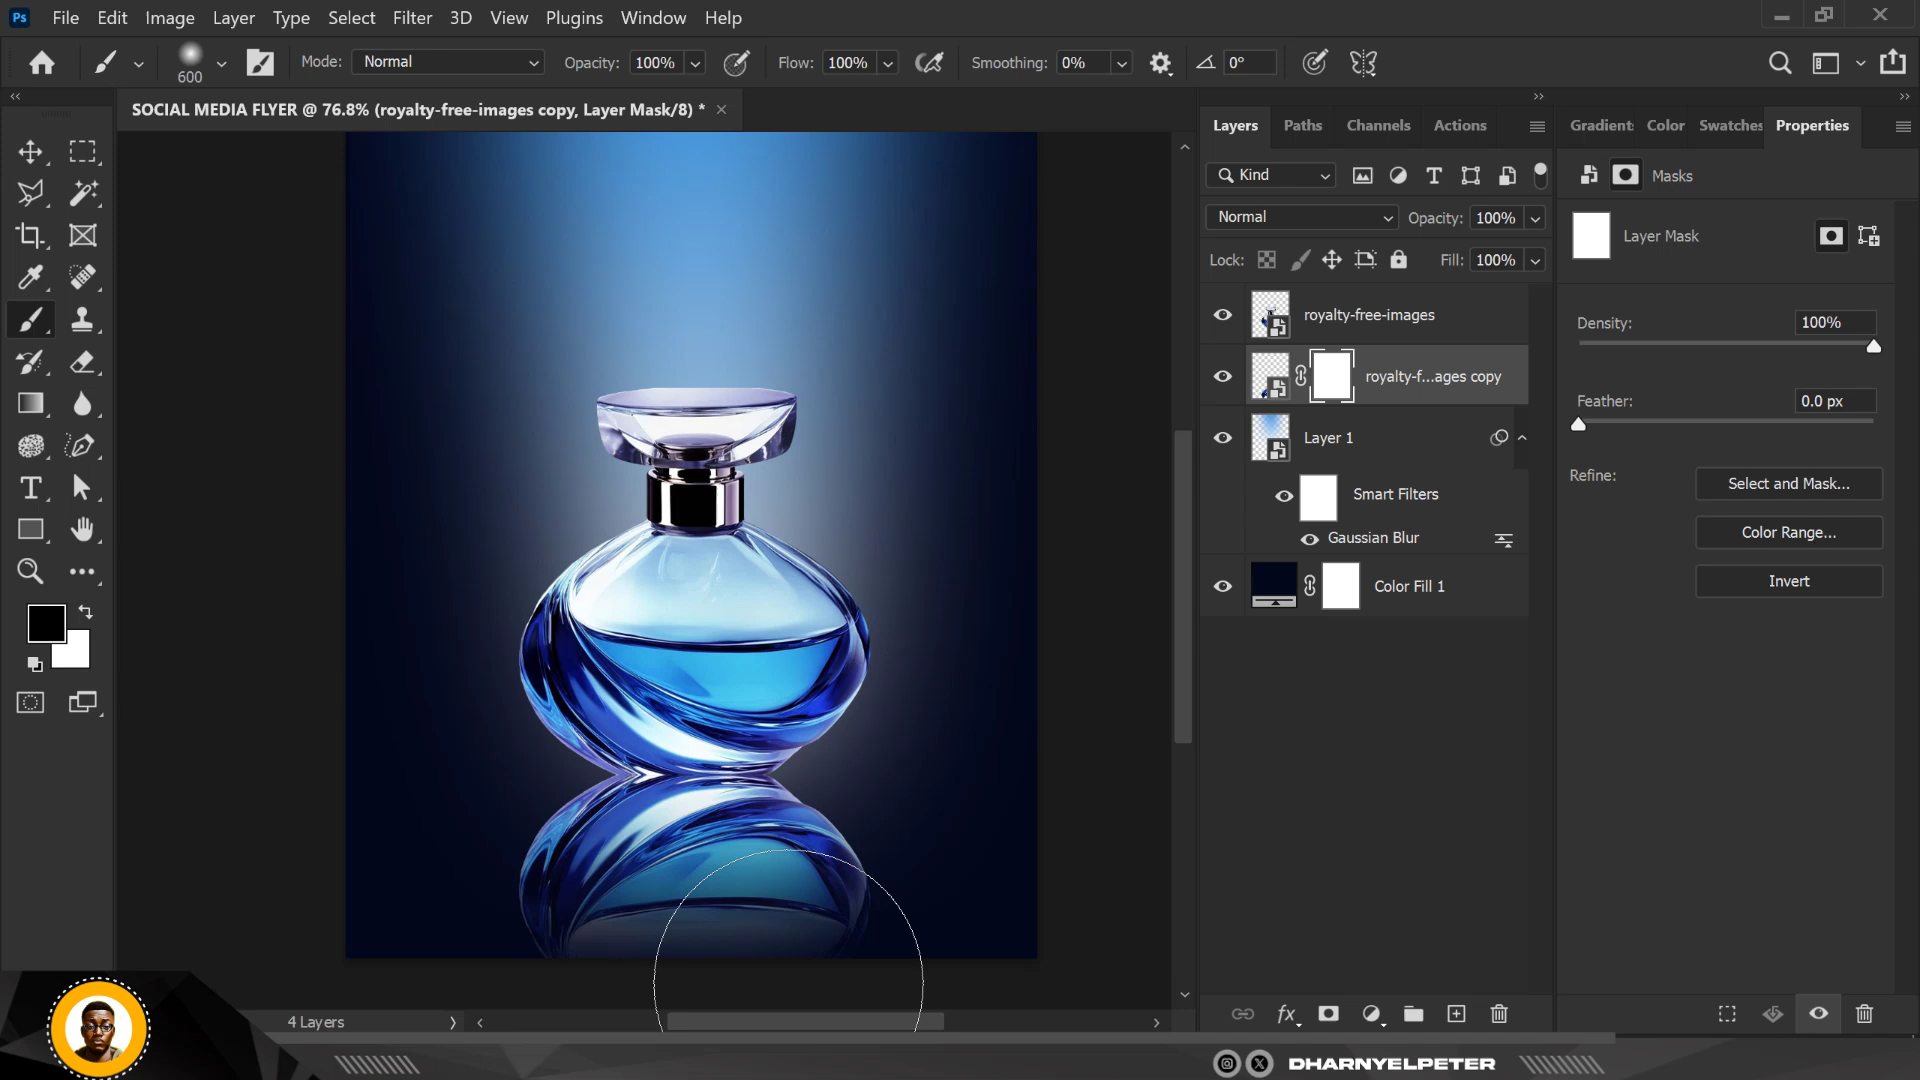 Ps File Edit Image Layer Type Select Filter 3D View Plugins Window Help
600 Mode: Normal Opacity: 100% Flow: 100% Smoothing: 0% 0°
SOCIAL MEDIA FLYER @ 76.8% (royalty-free-images copy, Layer Mask/8) *
Layers Paths Channels Actions
Gradient Color Swatches Properties
Kind
Masks
Normal Opacity: 100%
Layer Mask
Lock: Fill: 100%
royalty-free-images
Density: 100%
royalty-f...ages copy
Feather: 0.0 px
Layer 1
Refine: Select and Mask...
Smart Filters
Color Range...
Gaussian Blur
Invert
Color Fill 1
4 Layers
fx
DHARNYELPETER